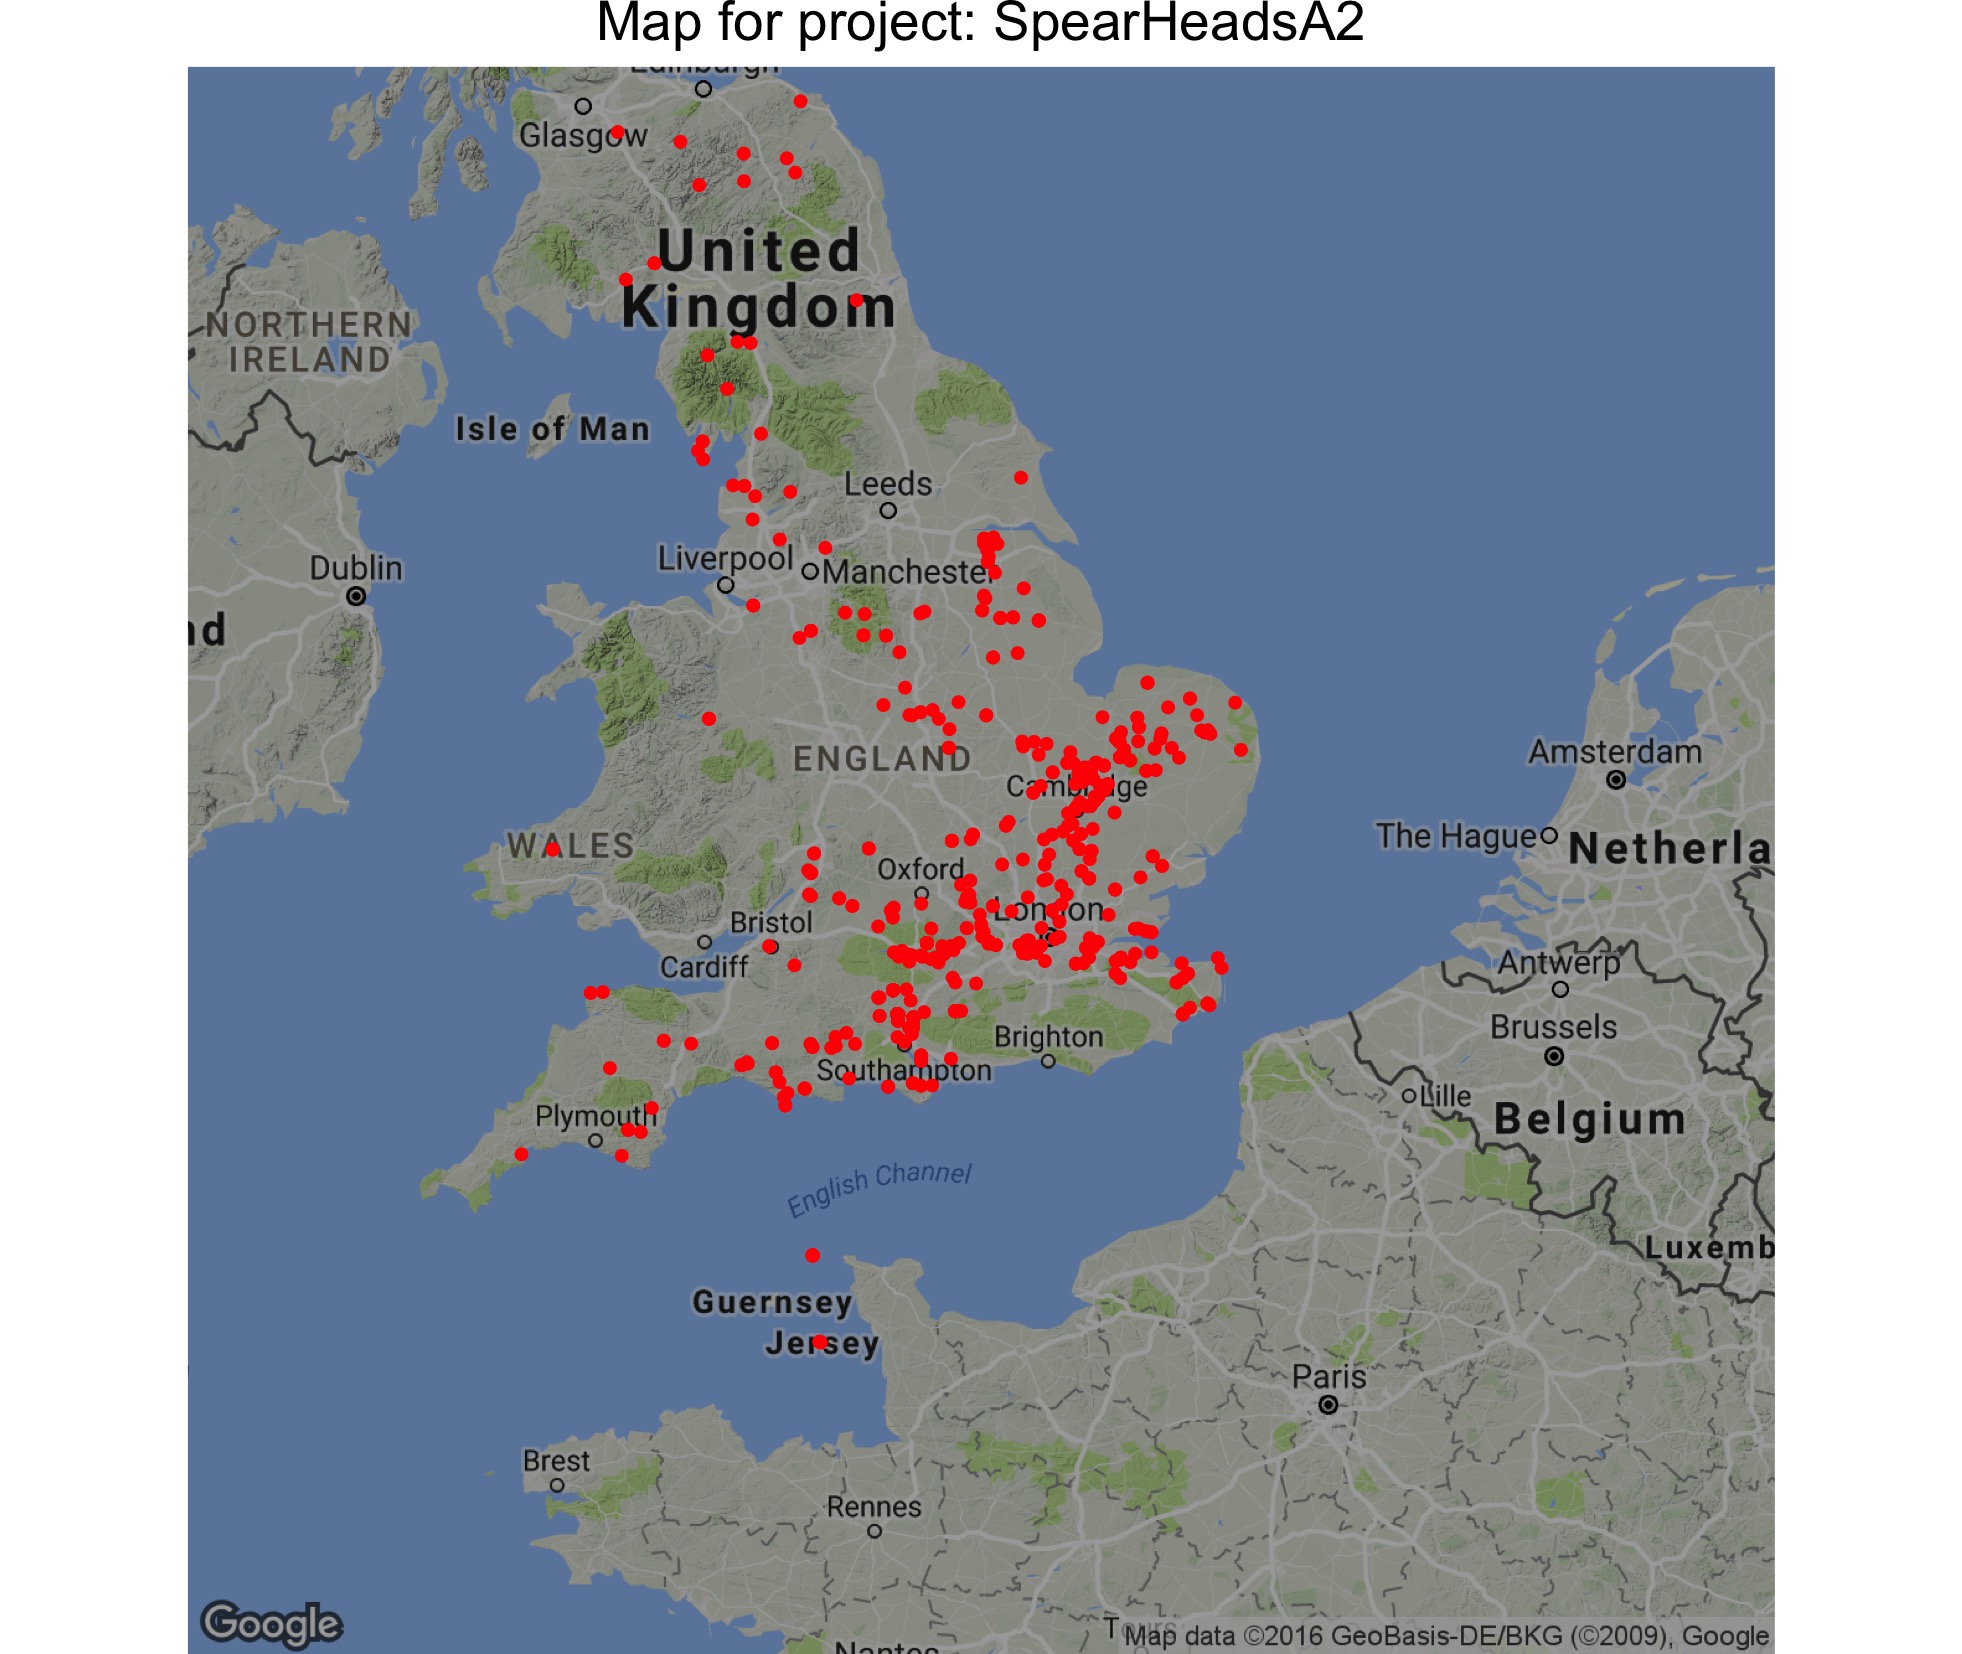 Map for project: SpearHeadsA2
Edinburgh
Glasgow
United
Kingdom
NORTHERN
IRELAND
Isle of Man
Leeds
Dublin
Liverpool
Manchester
nd
ENGLAND
Amsterdam
Cambridge
The Hague
Netherla
WALES
Oxford
London
Bristol
Cardiff
Antwerp
Brussels
Brighton
Southampton
Lille
Belgium
Plymouth
English Channel
Luxemb
Guernsey
Jersey
Paris
Brest
Rennes
Google
Tours
Map data ©2016 GeoBasis-DE/BKG (©2009), Google
Nantes